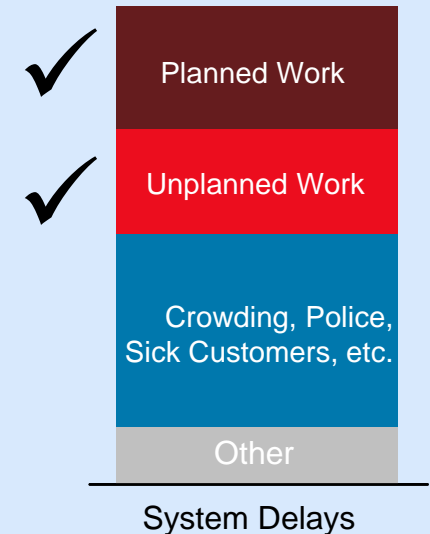 Planned Work
Unplanned Work
Crowding, Police,
Sick Customers, etc.
Other
System Delays